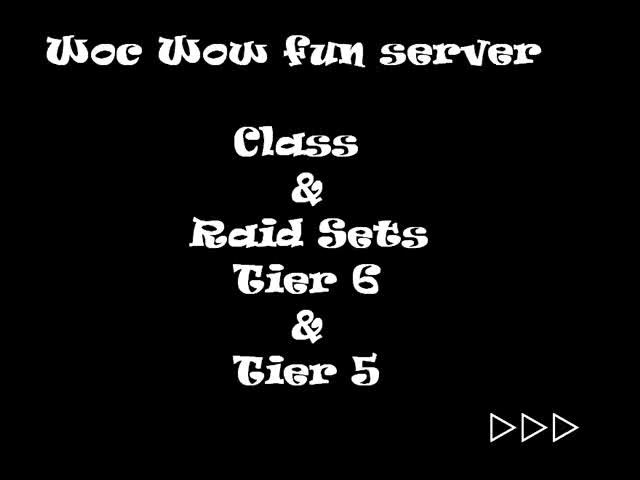 Woc Wow fun server
Class
&
Raid Sets
Tier 6
&
Tier 5